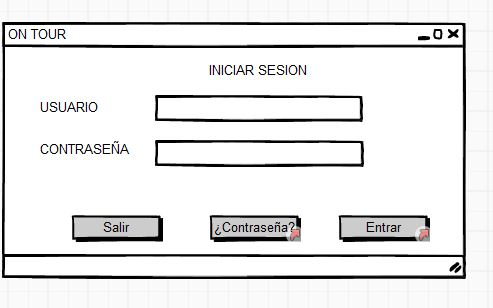 ON TOUR
INICIAR SESION
USUARIO
CONTRASEÑA
Salir
¿Contraseña?
Entrar